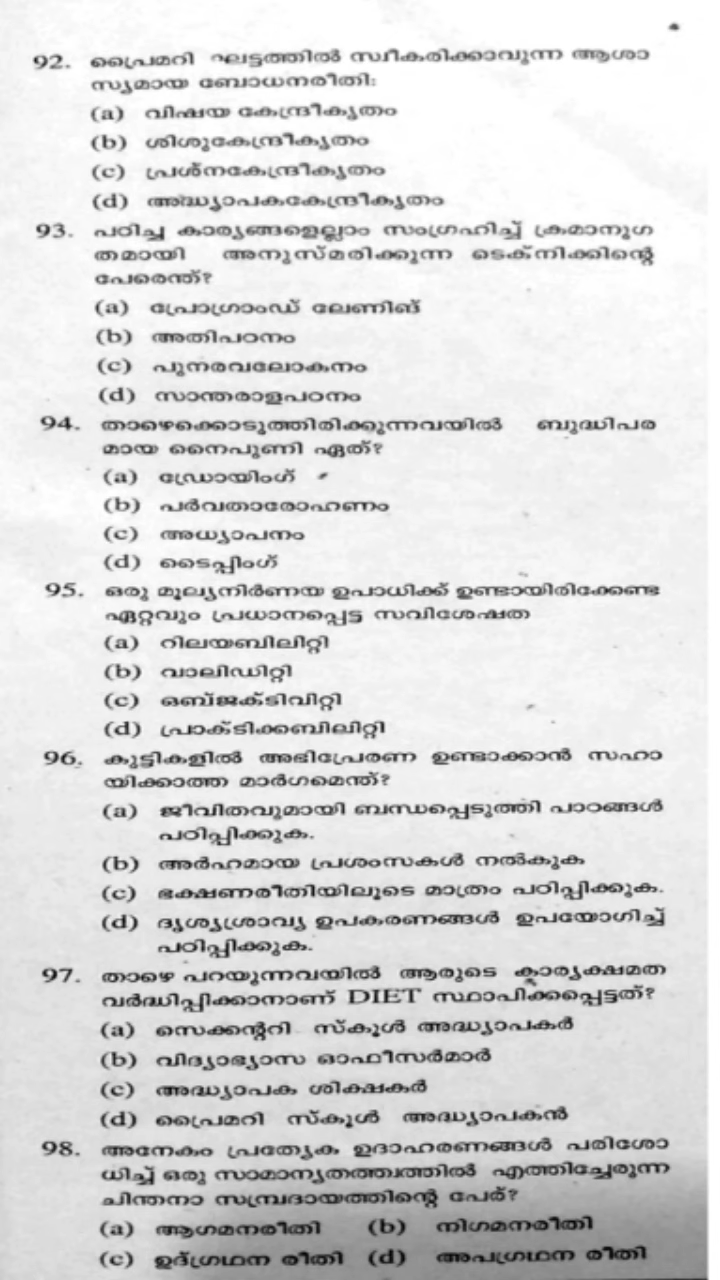 92. പ്രൈമറി ഘട്ടത്തിൽ സ്വീകരിക്കാവുന്ന ആശാ
സ്യമായ ബോധനരീതി:
(a) വിഷയ കേന്ദ്രീകൃതം
(b) ശിശുകേന്ദ്രീകൃതം
(c) പ്രശ്നകേന്ദ്രീകൃതം
(d) അദ്ധ്യാപകകേന്ദ്രീകൃതം
93. പഠിച്ച കാര്യങ്ങളെല്ലാം സംഗ്രഹിച്ച് ക്രമാനുഗ
തമായി അനുസ്മരിക്കുന്ന ടെക്നിക്കിന്റെ
പേരെന്ത്?
(a) പ്രോഗ്രാംഡ് ലേണിങ്
(b) അതിപഠനം
(c) പുനരവലോകനം
(d) സാന്തരാളപഠനം
94. താഴെക്കൊടുത്തിരിക്കുന്നവയിൽ ബുദ്ധിപര
മായ നൈപുണി ഏത്?
(a) ഡ്രോയിംഗ്
(b) പർവതാരോഹണം
(c) അധ്യാപനം
(d) ടൈപ്പിംഗ്
95. ഒരു മൂല്യനിർണയ ഉപാധിക്ക് ഉണ്ടായിരിക്കേണ്ട
ഏറ്റവും പ്രധാനപ്പെട്ട സവിശേഷത
(a) റിലയബിലിറ്റി
(b) വാലിഡിറ്റി
(c) ഒബ്ജക്ടിവിറ്റി
(d) പ്രാക്ടിക്കബിലിറ്റി
96. കുട്ടികളിൽ അഭിപ്രേരണ ഉണ്ടാക്കാൻ സഹാ
യിക്കാത്ത മാർഗമെന്ത്?
(a) ജീവിതവുമായി ബന്ധപ്പെടുത്തി പാഠങ്ങൾ
പഠിപ്പിക്കുക.
(b) അർഹമായ പ്രശംസകൾ നൽകുക
(c) ഭക്ഷണരീതിയിലൂടെ മാത്രം പഠിപ്പിക്കുക.
(d) ദൃശ്യശ്രാവ്യ ഉപകരണങ്ങൾ ഉപയോഗിച്ച്
പഠിപ്പിക്കുക.
97. താഴെ പറയുന്നവയിൽ ആരുടെ കാര്യക്ഷമത
വർദ്ധിപ്പിക്കാനാണ് DIET സ്ഥാപിക്കപ്പെട്ടത്?
(a) സെക്കന്ററി സ്കൂൾ അദ്ധ്യാപകർ
(b) വിദ്യാഭ്യാസ ഓഫീസർമാർ
(c) അദ്ധ്യാപക ശിക്ഷകർ
(d) പ്രൈമറി സ്കൂൾ അദ്ധ്യാപകൻ
98. അനേകം പ്രത്യേക ഉദാഹരണങ്ങൾ പരിശോ
ധിച്ച് ഒരു സാമാന്യതത്ത്വത്തിൽ എത്തിച്ചേരുന്ന
ചിന്തനാ സമ്പ്രദായത്തിന്റെ പേര്?
(a) ആഗമനരീതി (b) നിഗമനരീതി
(c) ഉദ്ഗ്രഥന രീതി (d) അപഗ്രഥന രീതി